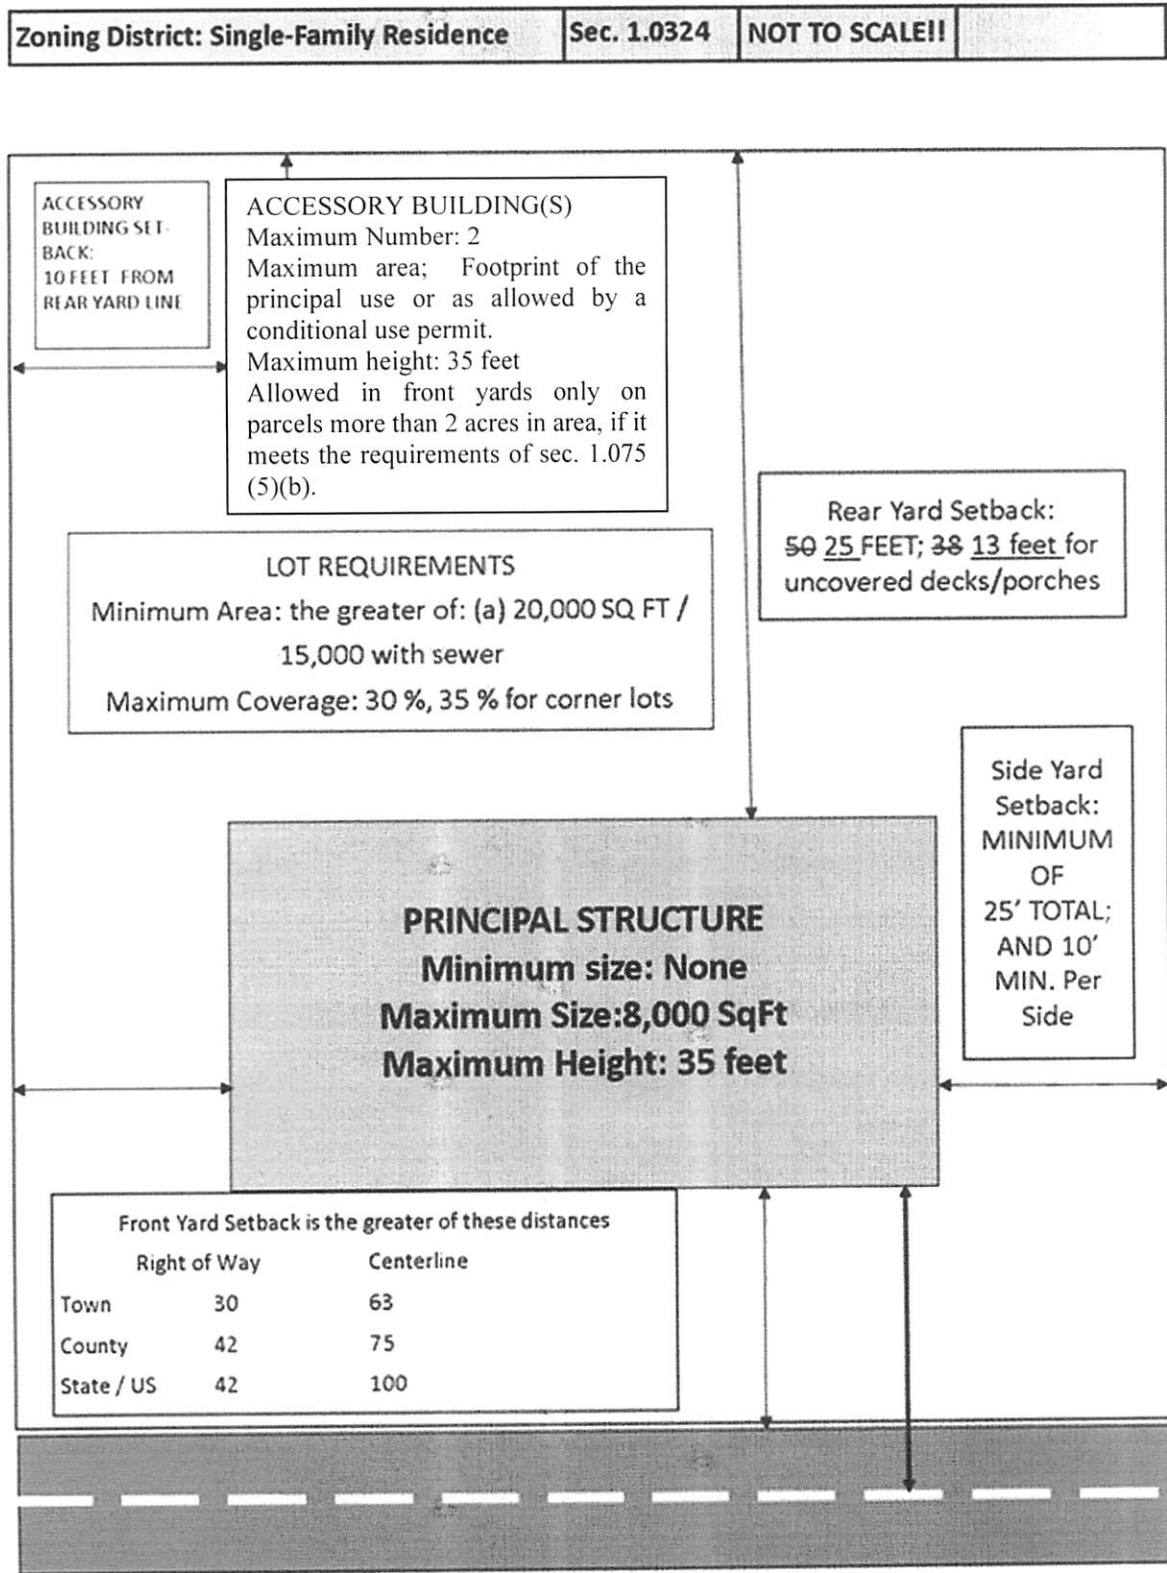 Zoning District: Single-Family Residence Sec. 1.0324 NOT TO SCALE!!
ACCESSORY
BUILDING SET-
BACK:
10 FEET FROM
REAR YARD LINE
ACCESSORY BUILDING(S)
Maximum Number: 2
Maximum area; Footprint of the
principal use or as allowed by a
conditional use permit.
Maximum height: 35 feet
Allowed in front yards only on
parcels more than 2 acres in area, if it
meets the requirements of sec. 1.075
(5)(b).
Rear Yard Setback:
50 25 FEET; 38 13 feet for
uncovered decks/porches
LOT REQUIREMENTS
Minimum Area: the greater of: (a) 20,000 SQ FT /
15,000 with sewer
Maximum Coverage: 30 %, 35 % for corner lots
Side Yard
Setback:
MINIMUM
OF
25' TOTAL;
AND 10'
MIN. Per
Side
PRINCIPAL STRUCTURE
Minimum size: None
Maximum Size:8,000 SqFt
Maximum Height: 35 feet
Front Yard Setback is the greater of these distances
Right of Way Centerline
Town 30 63
County 42 75
State / US 42 100